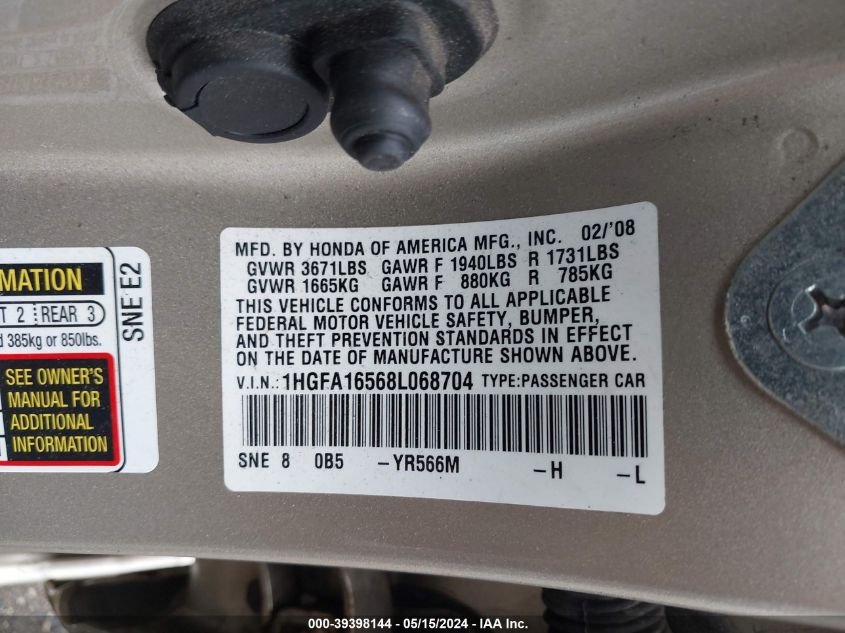 MFD. BY HONDA OF AMERICA MFG., INC. 02/'08
GVWR 3671LBS GAWR F 1940LBS R 1731LBS
GVWR 1665KG GAWR F 880KG R 785KG
THIS VEHICLE CONFORMS TO ALL APPLICABLE
FEDERAL MOTOR VEHICLE SAFETY, BUMPER,
AND THEFT PREVENTION STANDARDS IN EFFECT
ON THE DATE OF MANUFACTURE SHOWN ABOVE.
V.I.N.: 1HGFA16568L068704 TYPE:PASSENGER CAR
SNE 8 0B5 -YR566M -H -L
MATION
T 2 REAR 3
d 385kg or 850lbs.
SEE OWNER'S
MANUAL FOR
ADDITIONAL
INFORMATION
SNE E2
000-39398144 - 05/15/2024 - IAA Inc.